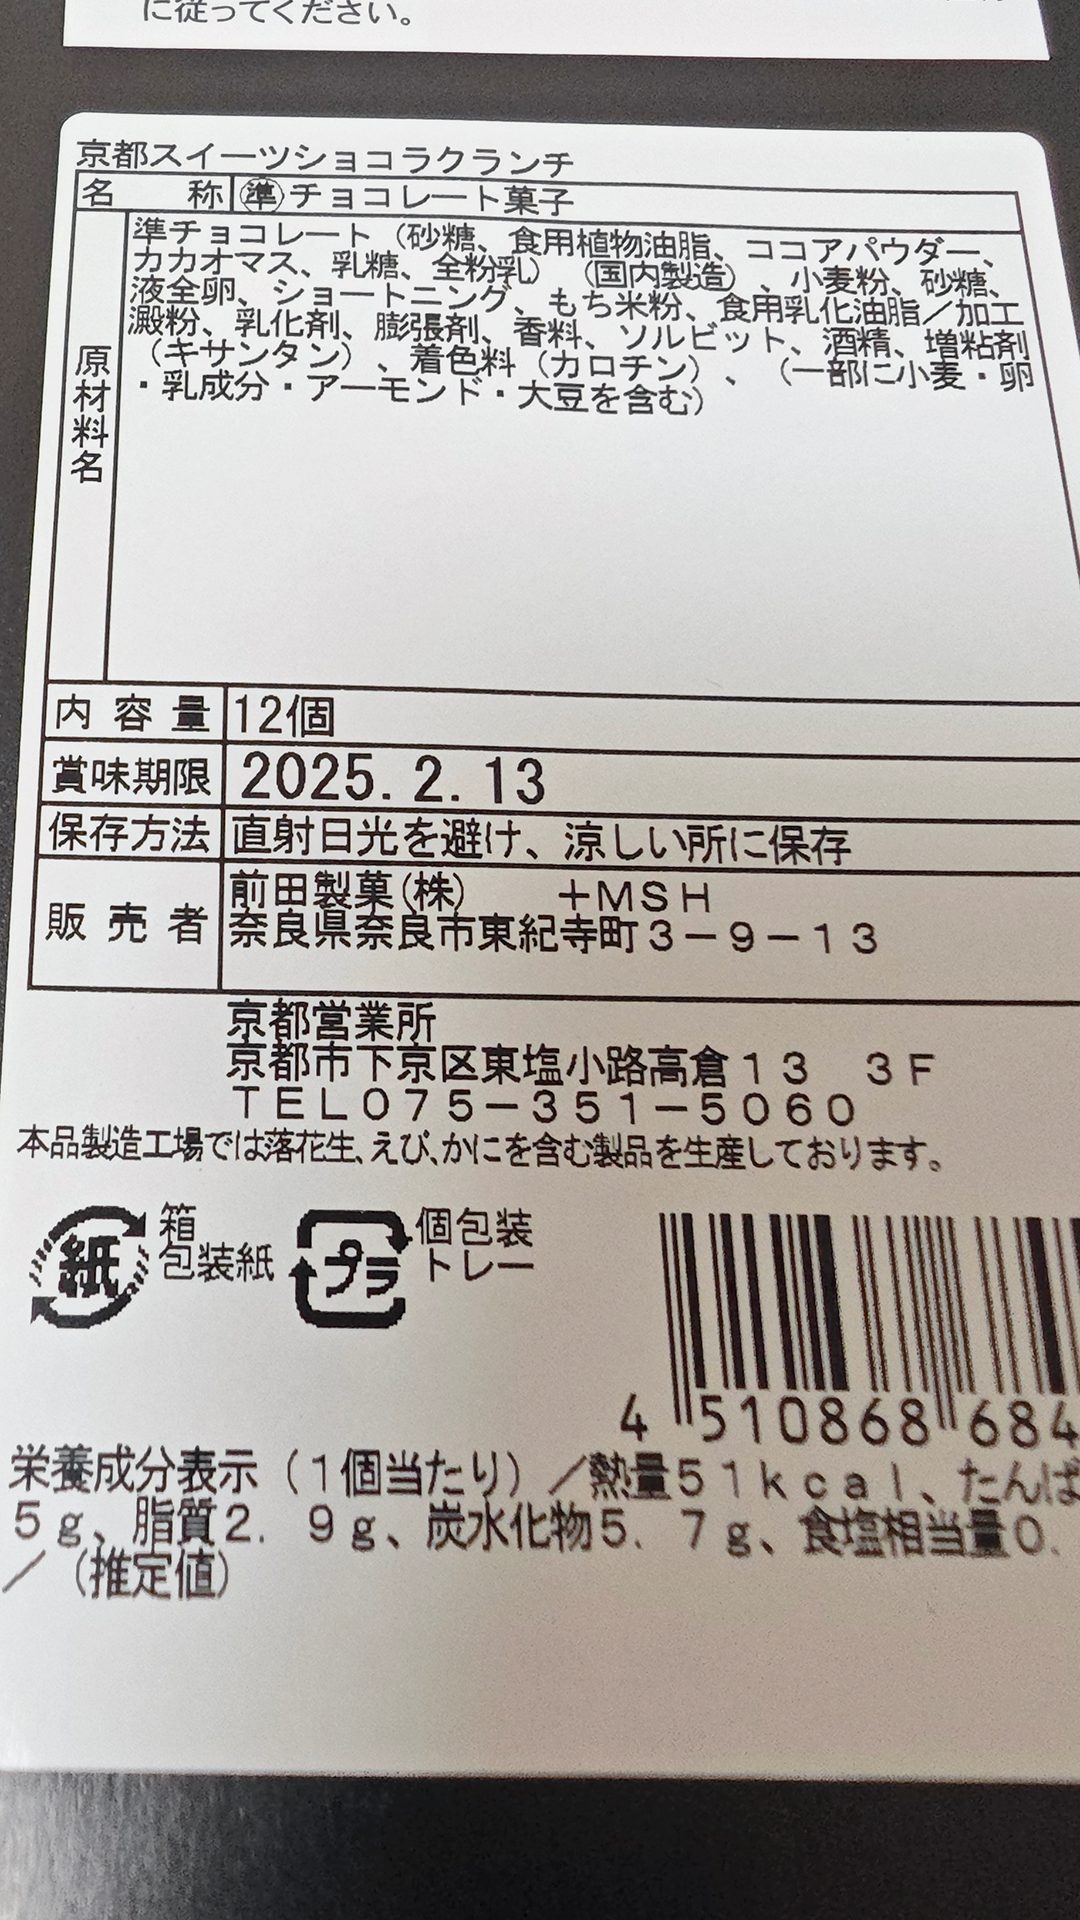 に従ってください。
京都スイーツショコラクランチ
名称 ㊜チョコレート菓子
準チョコレート（砂糖、食用植物油脂、ココアパウダー、
カカオマス、乳糖、全粉乳）（国内製造）、小麦粉、砂糖、
液全卵、ショートニング、もち米粉、食用乳化油脂／加工
澱粉、乳化剤、膨張剤、香料、ソルビット、酒精、増粘剤
（キサンタン）、着色料（カロチン）、（一部に小麦・卵
・乳成分・アーモンド・大豆を含む）
原材料名
内容量 12個
賞味期限 2025.2.13
保存方法 直射日光を避け、涼しい所に保存
販売者 前田製菓(株) +MSH
奈良県奈良市東紀寺町3-9-13
京都営業所
京都市下京区東塩小路高倉13 3F
TEL075-351-5060
本品製造工場では落花生、えび、かにを含む製品を生産しております。
紙 箱
包装紙
プラ 個包装
トレー
4 510868 684
栄養成分表示（1個当たり）／熱量51kcal、たんぱ
5g、脂質2.9g、炭水化物5.7g、食塩相当量0.
／（推定値）